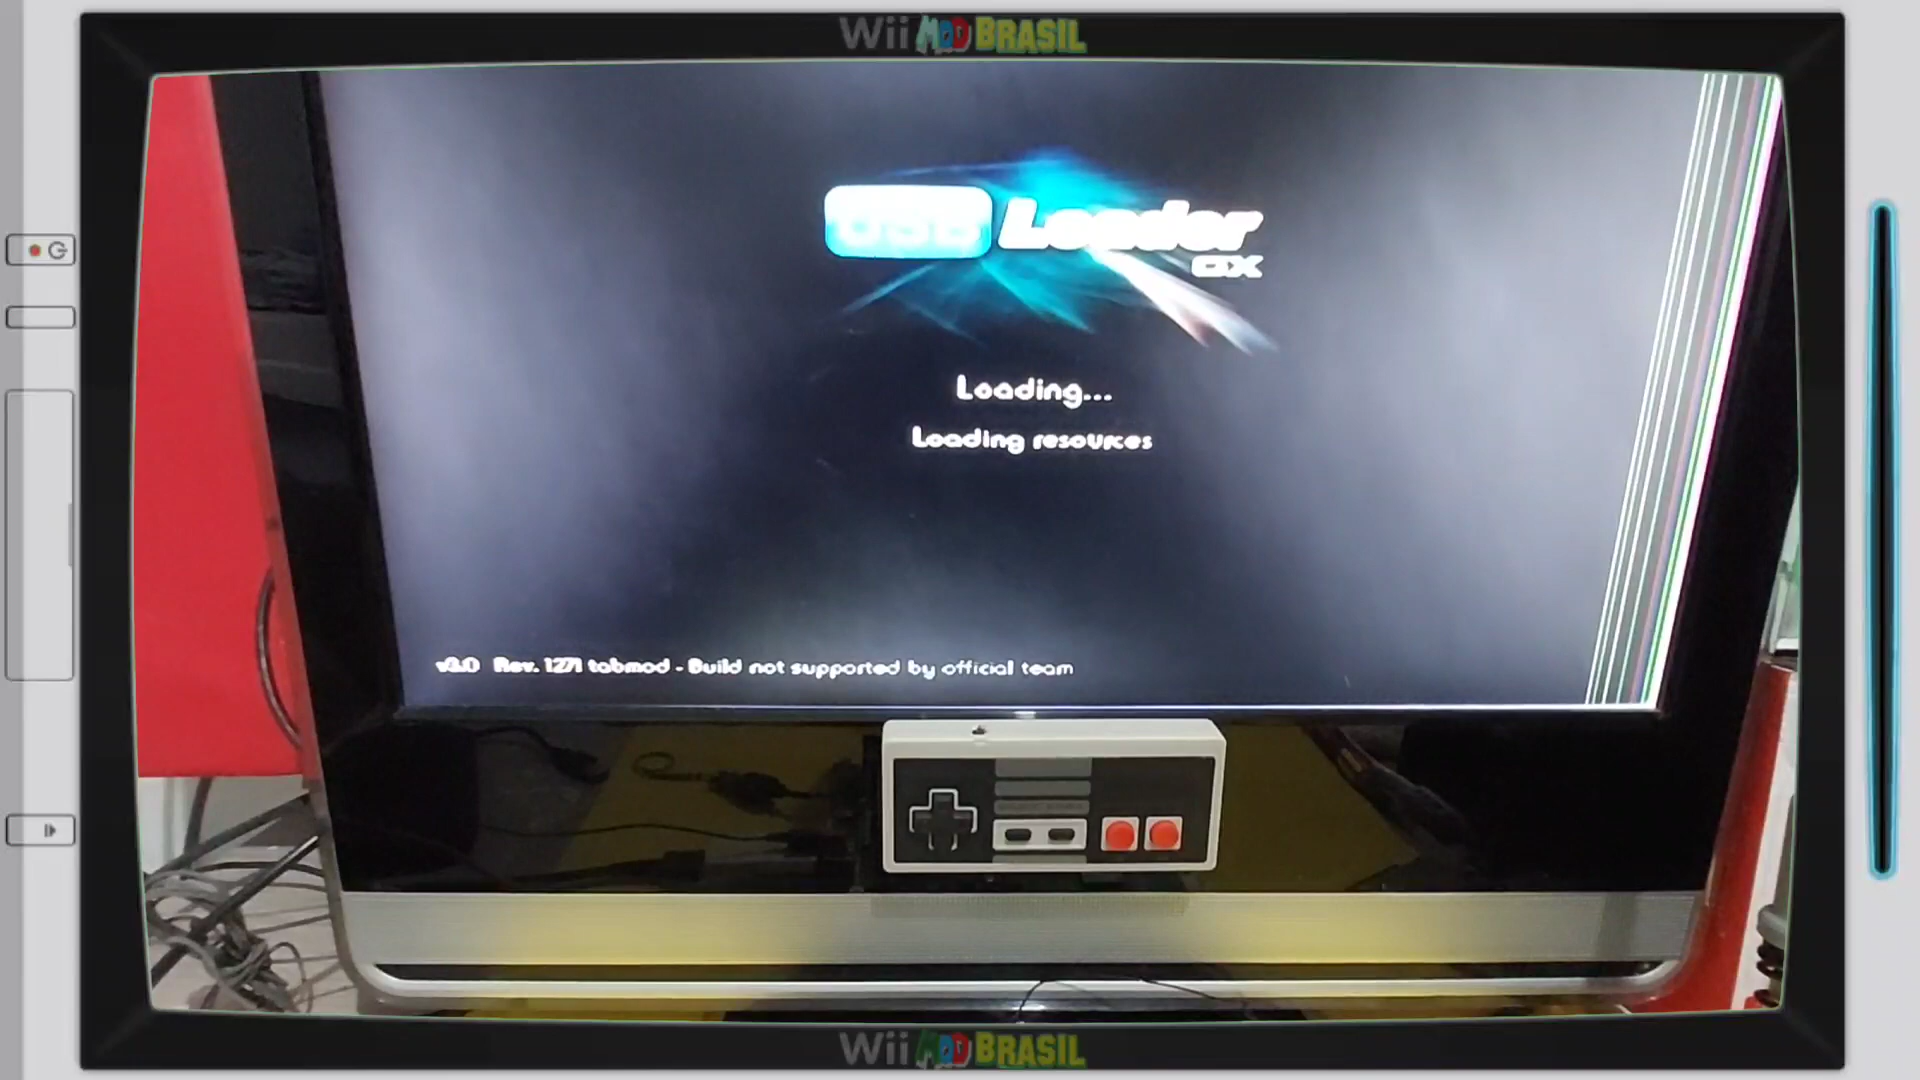 Wii MOD BRASIL
USB Loader
GX
Loading...
Loading resources
v3.0 Rev. 1271 tabmod - Build not supported by official team
Wii MOD BRASIL